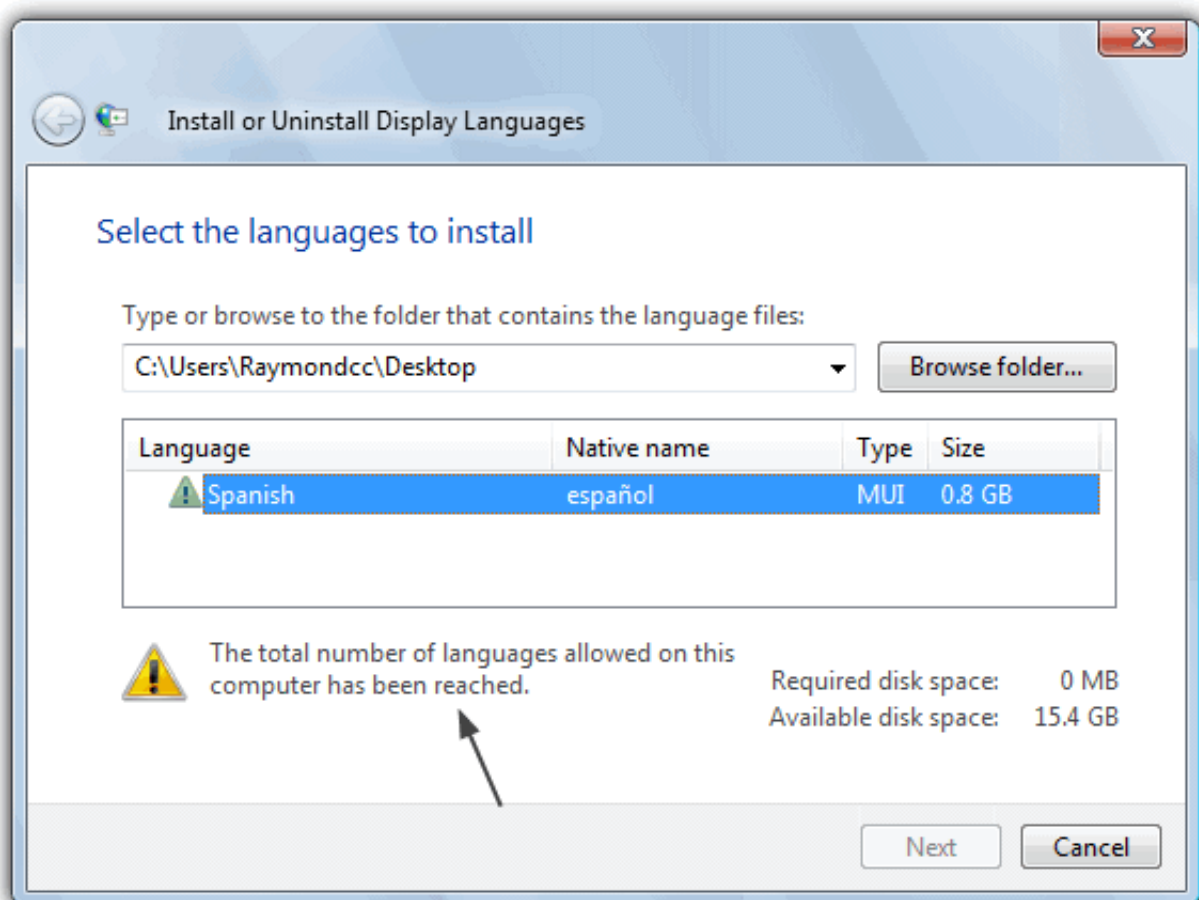 Install or Uninstall Display Languages
Select the languages to install
Type or browse to the folder that contains the language files:
C:\Users\Raymondcc\Desktop
Browse folder...
Language Native name Type Size
Spanish español MUI 0.8 GB
The total number of languages allowed on this
computer has been reached.
Required disk space: 0 MB
Available disk space: 15.4 GB
Next Cancel